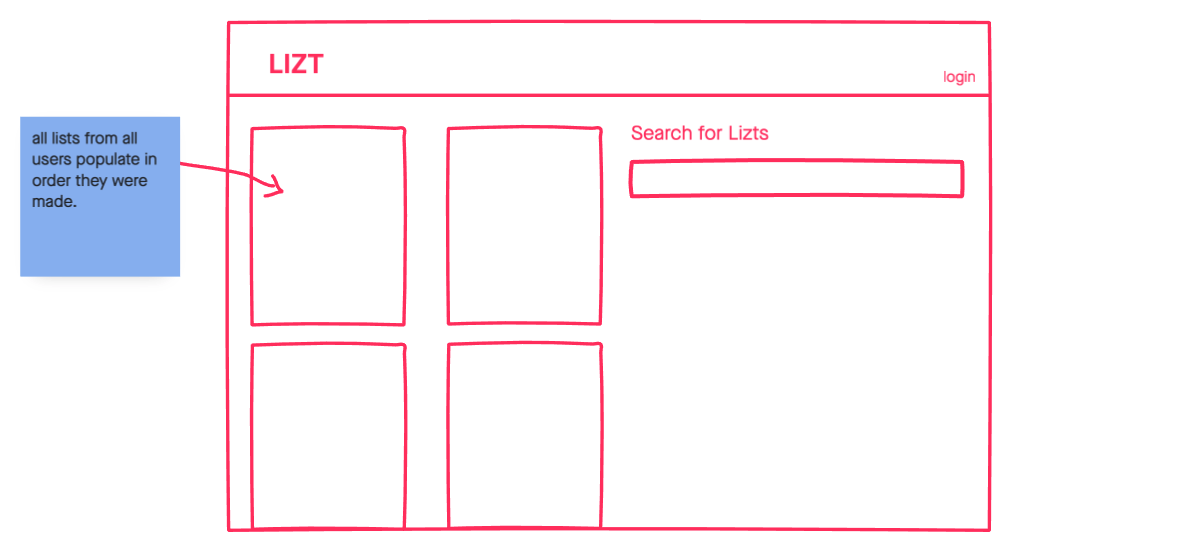 LIZT
login
all lists from all
users populate in
order they were
made.
Search for Lizts